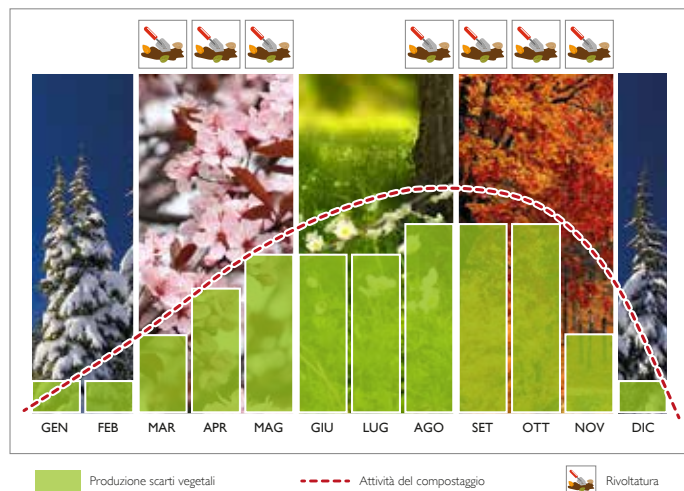 GEN FEB MAR APR MAG GIU LUG AGO SET OTT NOV DIC
Produzione scarti vegetali Attività del compostaggio Rivoltatura